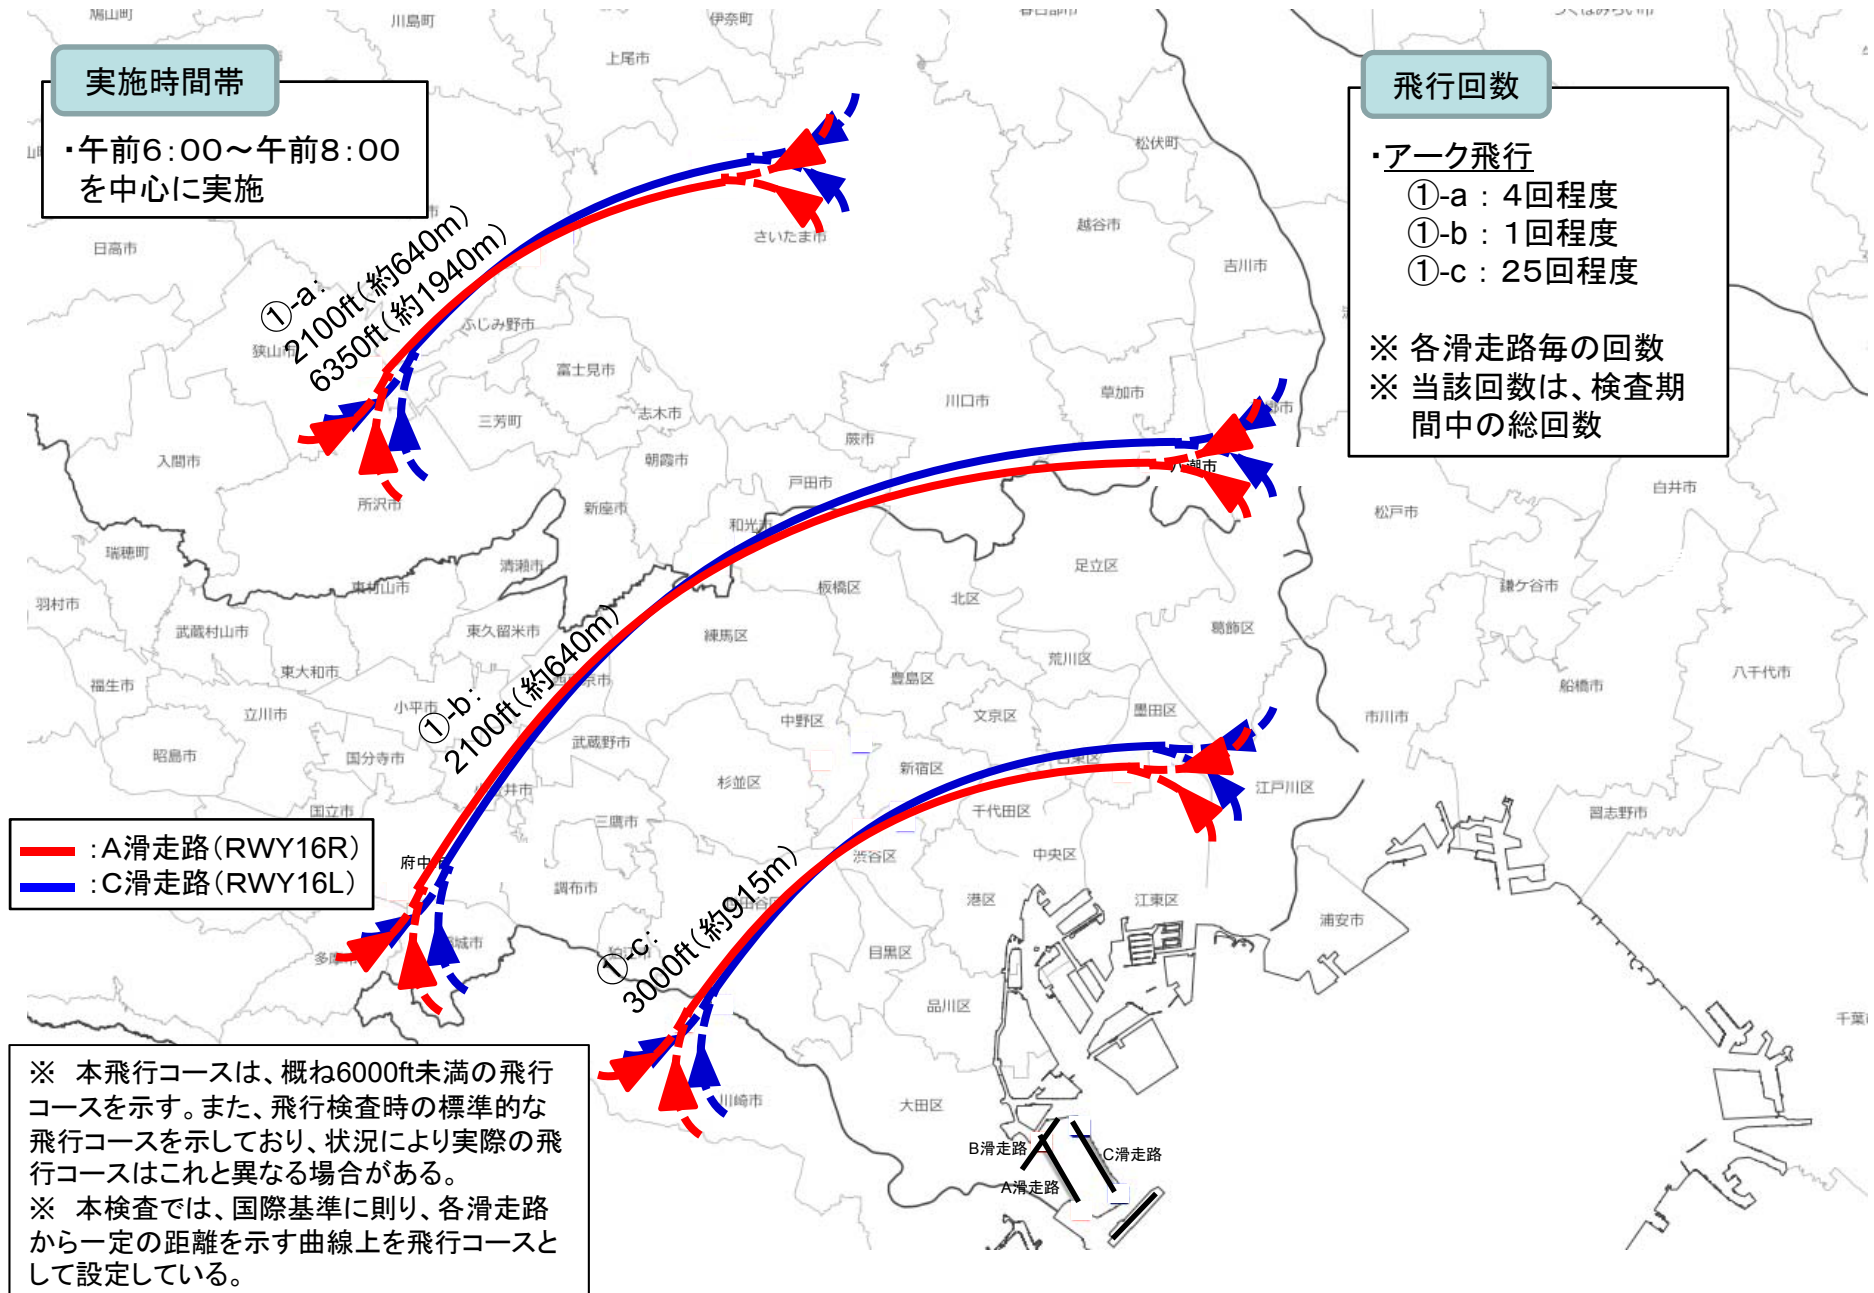 鳩山町
川島町
伊奈町
上尾市
実施時間帯
・午前6:00～午前8:00
を中心に実施
飛行回数
・アーク飛行
①-a : 4回程度
①-b : 1回程度
①-c : 25回程度
※ 各滑走路毎の回数
※ 当該回数は、検査期
間中の総回数
松伏町
日高市
さいたま市
越谷市
吉川市
①-a:
2100ft(約640m)
6350ft(約1940m)
ふじみ野市
狭山市
富士見市
志木市
三芳町
川口市
草加市
蕨市
入間市
朝霞市
戸田市
八潮市
所沢市
新座市
和光市
松戸市
白井市
瑞穂町
清瀬市
足立区
東村山市
板橋区
北区
鎌ケ谷市
羽村市
武蔵村山市
東久留米市
練馬区
葛飾区
東大和市
荒川区
豊島区
福生市
船橋市
八千代市
①-b:
2100ft(約640m)
立川市
小平市
中野区
文京区
墨田区
市川市
昭島市
国分寺市
武蔵野市
杉並区
新宿区
江戸川区
国立市
三鷹市
千代田区
習志野市
:A滑走路(RWY16R)
:C滑走路(RWY16L)
府中市
調布市
渋谷区
中央区
港区
江東区
浦安市
①-c:
3000ft(約915m)
目黒区
品川区
川崎市
大田区
B滑走路
C滑走路
A滑走路
※ 本飛行コースは、概ね6000ft未満の飛行
コースを示す。また、飛行検査時の標準的な
飛行コースを示しており、状況により実際の飛
行コースはこれと異なる場合がある。
※ 本検査では、国際基準に則り、各滑走路
から一定の距離を示す曲線上を飛行コースと
して設定している。